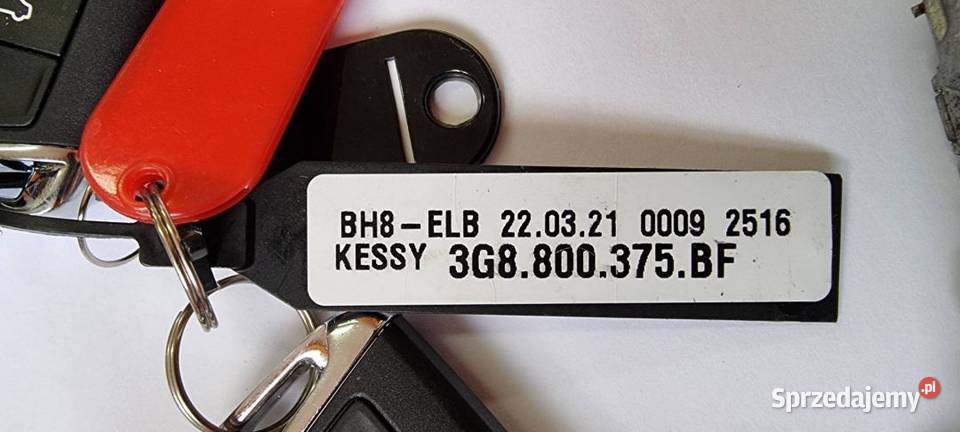 BH8-ELB 22.03.21 0009 2516
KESSY 3G8.800.375.BF
Sprzedajemy.pl